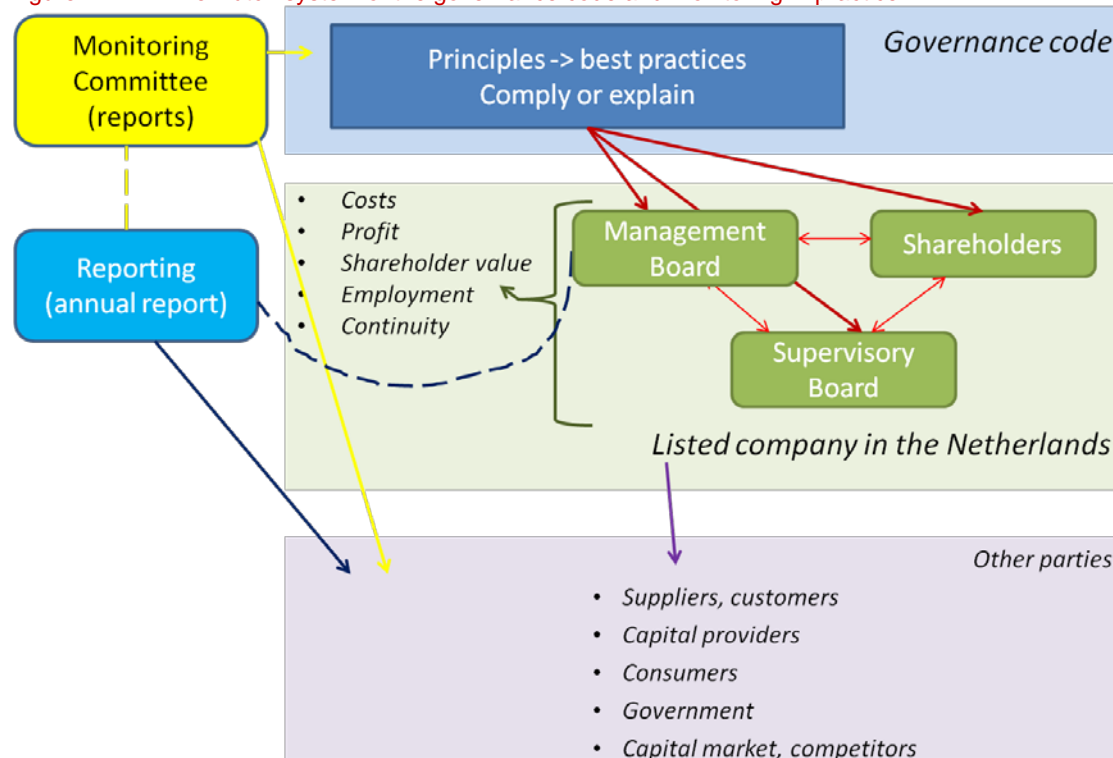 Monitoring
Committee
(reports)
Governance code
Principles -> best practices
Comply or explain
• Costs
• Profit
• Shareholder value
• Employment
• Continuity
Management
Board
Shareholders
Supervisory
Board
Reporting
(annual report)
Listed company in the Netherlands
Other parties
• Suppliers, customers
• Capital providers
• Consumers
• Government
• Capital market, competitors